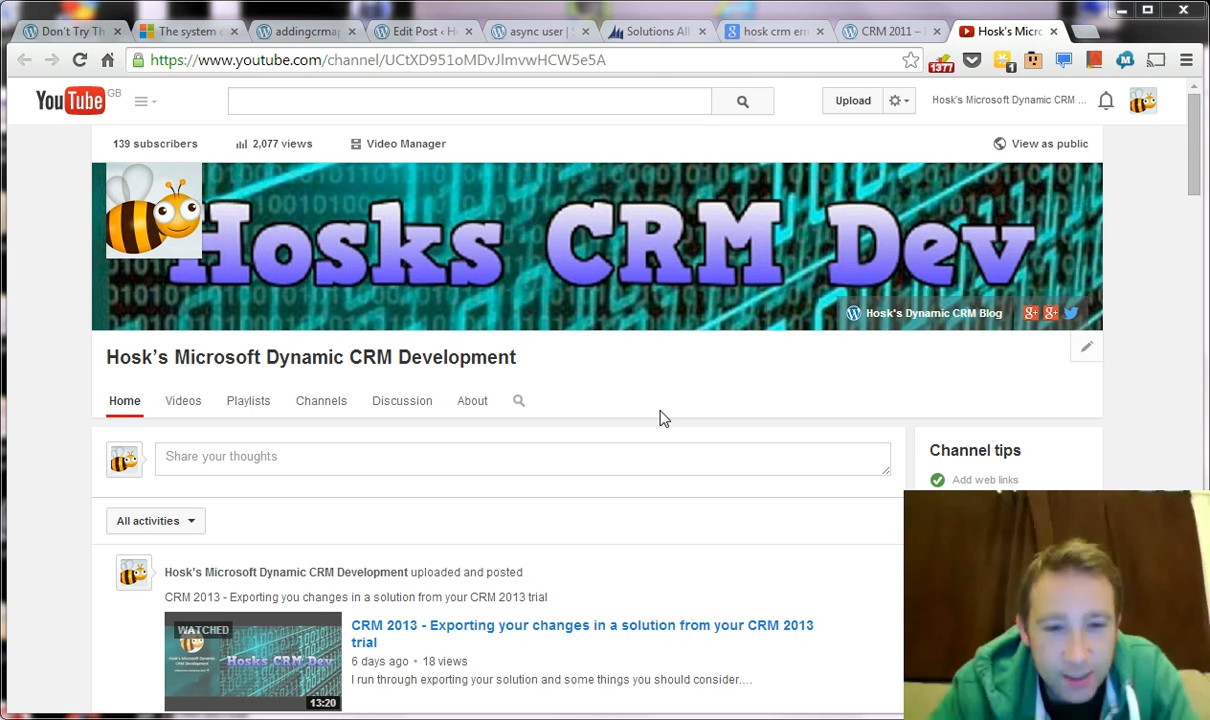 Don't Try Th
The system
addingcrmap
Edit Post ‹ H
async user |
Solutions All
hosk crm err
CRM 2011 –
Hosk's Micro
https://www.youtube.com/channel/UCtXD951oMDvJlmvwHCW5e5A
1377
1
YouTube GB
Upload
Hosk's Microsoft Dynamic CRM ...
139 subscribers
2,077 views
Video Manager
View as public
Hosks CRM Dev
Hosk's Dynamic CRM Blog
Hosk's Microsoft Dynamic CRM Development
Home
Videos
Playlists
Channels
Discussion
About
Share your thoughts
Channel tips
Add web links
All activities
Hosk's Microsoft Dynamic CRM Development uploaded and posted
CRM 2013 - Exporting you changes in a solution from your CRM 2013 trial
WATCHED
Hosks CRM Dev
13:20
CRM 2013 - Exporting your changes in a solution from your CRM 2013
trial
6 days ago • 18 views
I run through exporting your solution and some things you should consider....